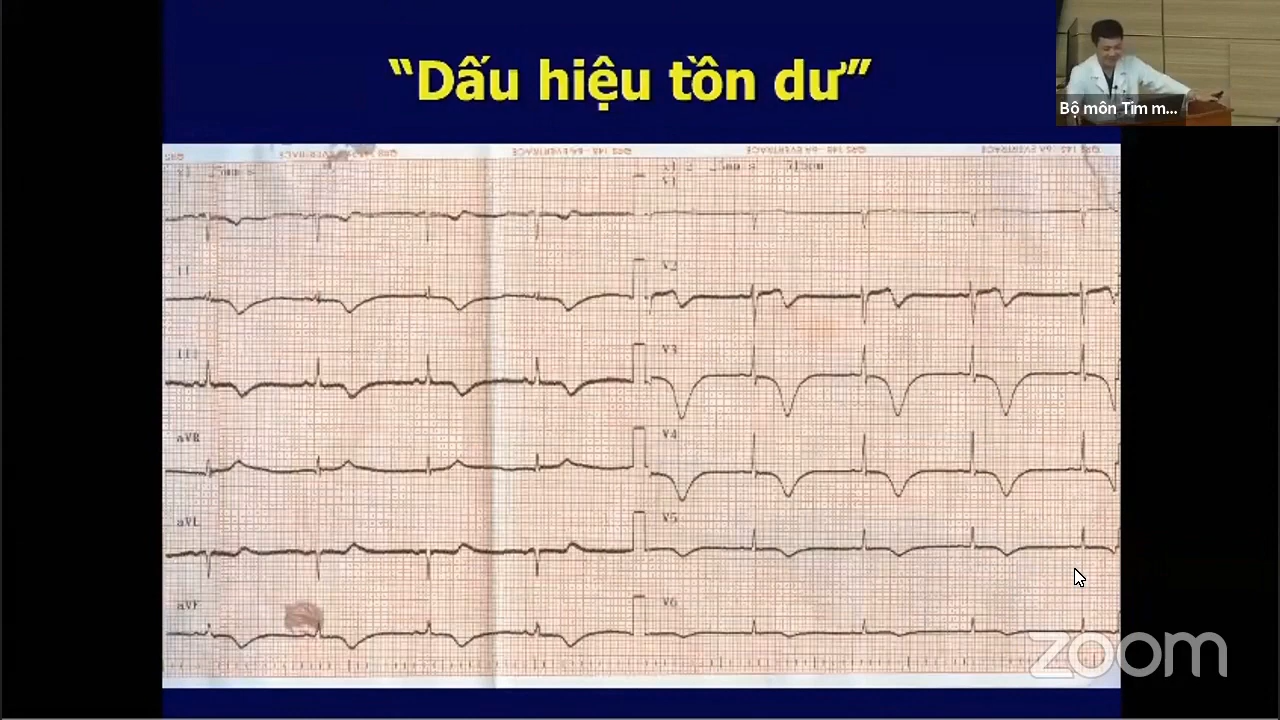 “Dấu hiệu tồn dư”
Bộ môn Tim m...
II
V1
V2
III
V3
aVR
V4
aVL
V5
aVF
V6
zoom